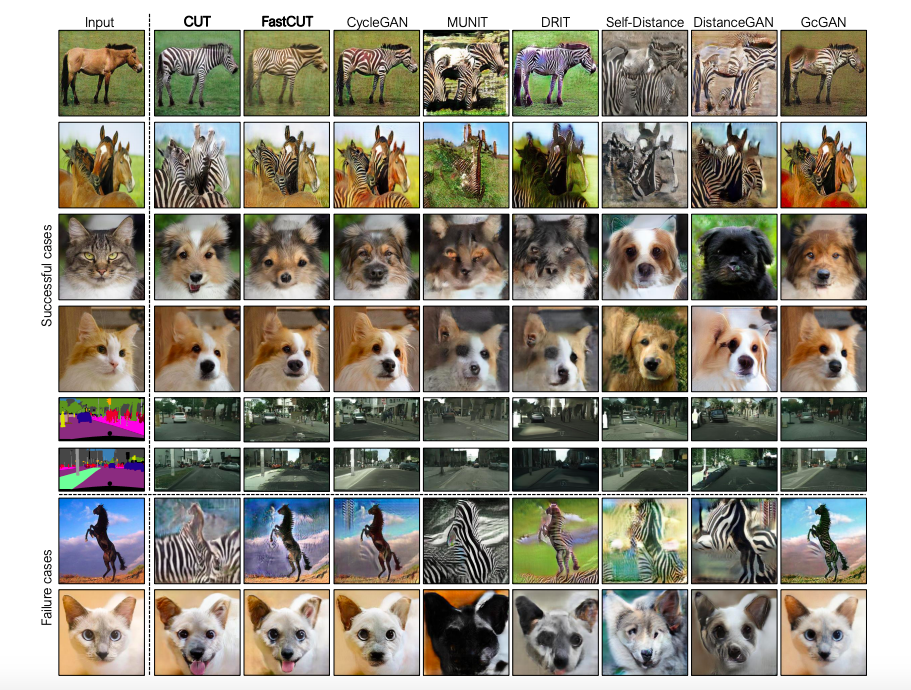 Input CUT FastCUT CycleGAN MUNIT DRIT Self-Distance DistanceGAN GcGAN
Successful cases
Failure cases